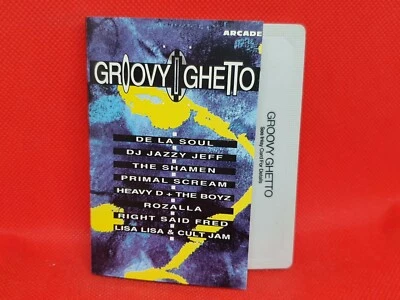 ARCADE
GROOVY GHETTO
DE LA SOUL
DJ JAZZY JEFF
THE SHAMEN
PRIMAL SCREAM
HEAVY D + THE BOYZ
ROZALLA
RIGHT SAID FRED
LISA LISA & CULT JAM
GROOVY GHETTO
See Inlay Card For Details